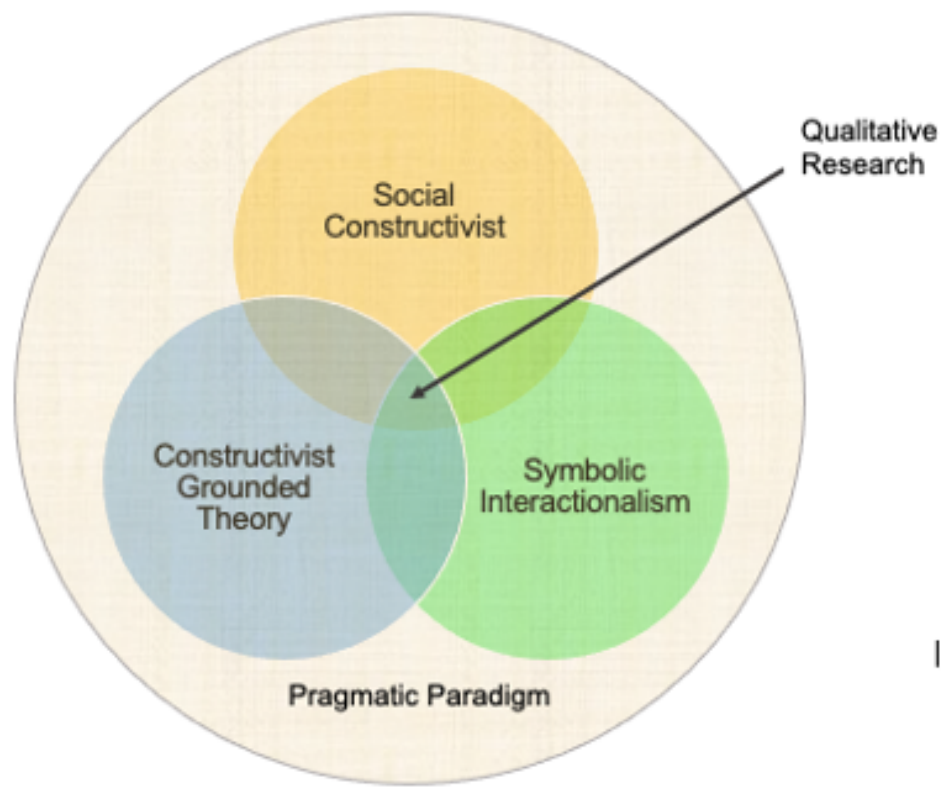 Qualitative
Research
Social
Constructivist
Constructivist
Grounded
Theory
Symbolic
Interactionalism
Pragmatic Paradigm